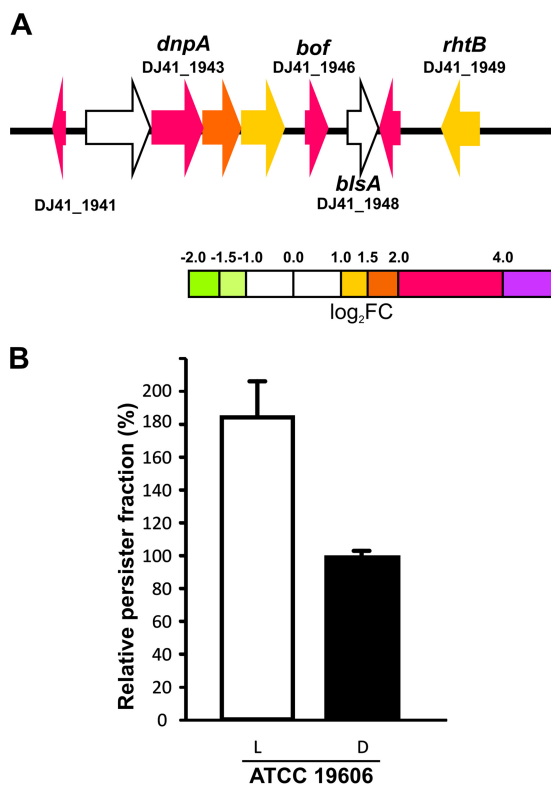 A
dnpA bof rhtB
DJ41_1943 DJ41_1946 DJ41_1949
blsA
DJ41_1941 DJ41_1948
-2.0 -1.5 -1.0 0.0 1.0 1.5 2.0 4.0
log₂FC
B
Relative persister fraction (%)
200
180
160
140
120
100
80
60
40
20
0
L D
ATCC 19606